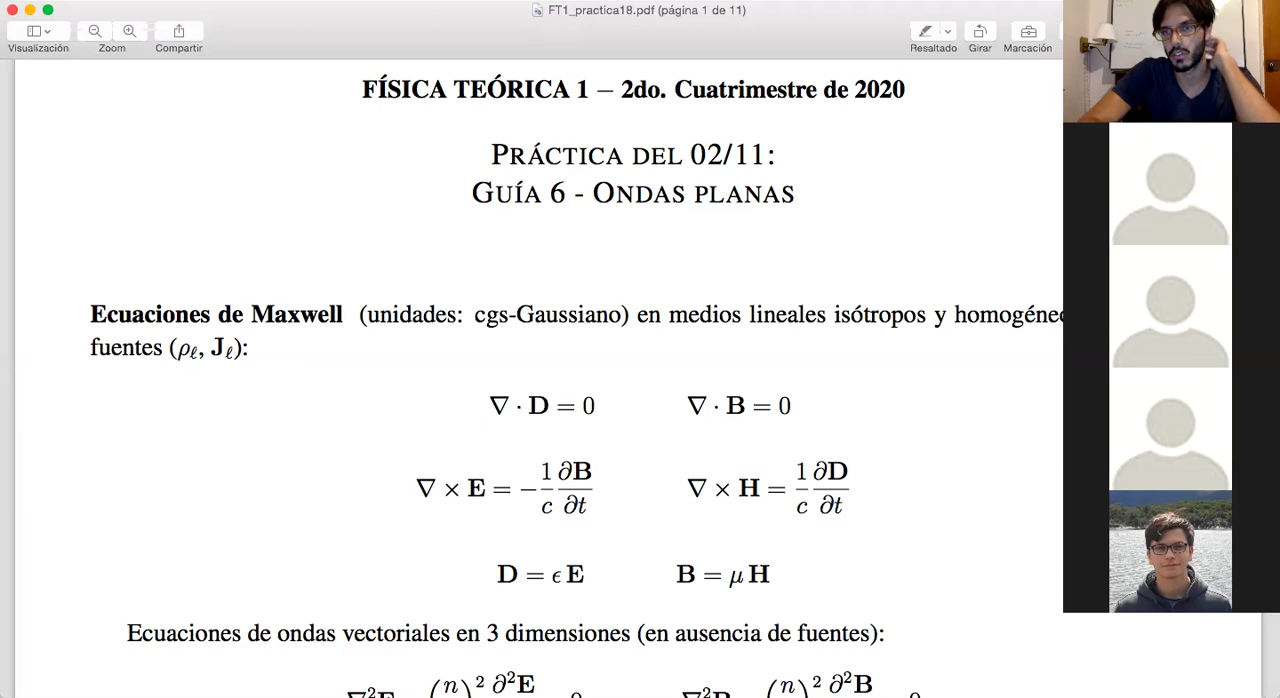 FT1_practica18.pdf (página 1 de 11)
Visualización Zoom Compartir Resaltado Girar Marcación
FÍSICA TEÓRICA 1 – 2do. Cuatrimestre de 2020
PRÁCTICA DEL 02/11:
GUÍA 6 - ONDAS PLANAS
Ecuaciones de Maxwell (unidades: cgs-Gaussiano) en medios lineales isótropos y
fuentes (ρℓ, Jℓ):
∇ · D = 0 ∇ · B = 0
∇ × E = −1/c ∂B/∂t ∇ × H = 1/c ∂D/∂t
D = ϵ E B = μ H
Ecuaciones de ondas vectoriales en 3 dimensiones (en ausencia de fuentes):